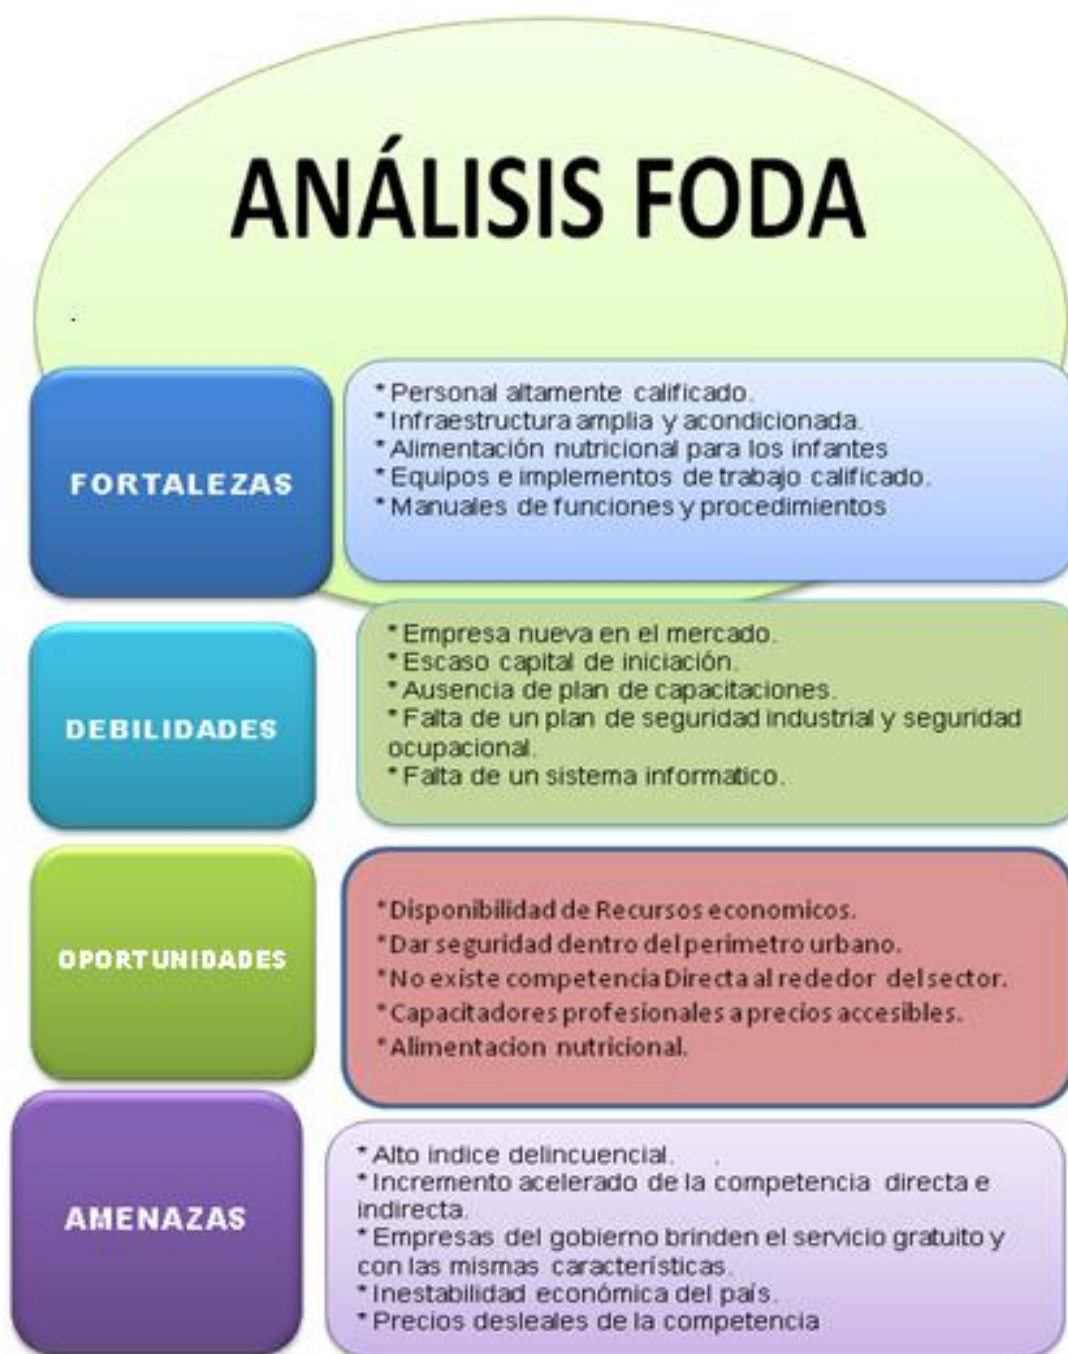 ANÁLISIS FODA
.
FORTALEZAS
* Personal altamente calificado.
* Infraestructura amplia y acondicionada.
* Alimentación nutricional para los infantes
* Equipos e implementos de trabajo calificado.
* Manuales de funciones y procedimientos
DEBILIDADES
* Empresa nueva en el mercado.
* Escaso capital de iniciación.
* Ausencia de plan de capacitaciones.
* Falta de un plan de seguridad industrial y seguridad
ocupacional.
* Falta de un sistema informatico.
OPORTUNIDADES
*Disponibilidad de Recursos economicos.
*Dar seguridad dentro del perimetro urbano.
*No existe competencia Directa al rededor del sector.
*Capacitadores profesionales a precios accesibles.
*Alimentacion nutricional.
AMENAZAS
* Alto indice delincuencial. .
* Incremento acelerado de la competencia directa e
indirecta.
* Empresas del gobierno brinden el servicio gratuito y
con las mismas características.
* Inestabilidad económica del país.
* Precios desleales de la competencia